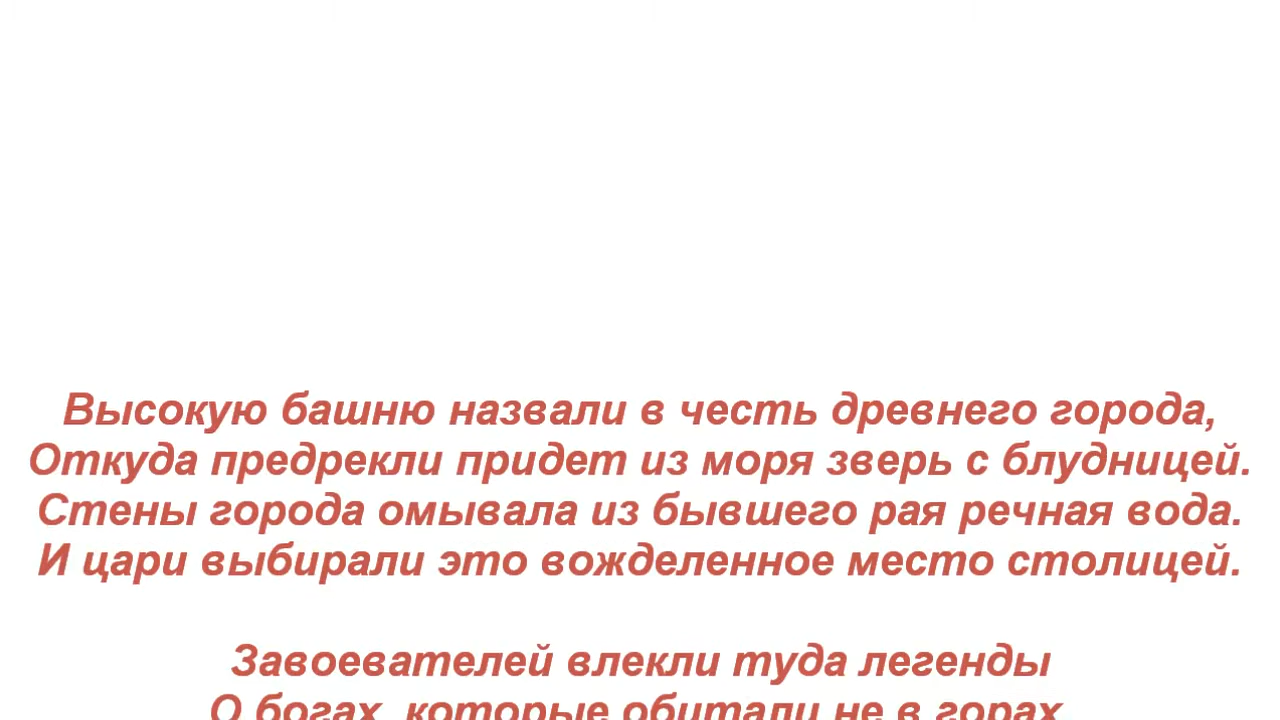 Высокую башню назвали в честь древнего города,
Откуда предрекли придет из моря зверь с блудницей.
Стены города омывала из бывшего рая речная вода.
И цари выбирали это вожделенное место столицей.
Завоевателей влекли туда легенды
О богах, которые обитали не в горах